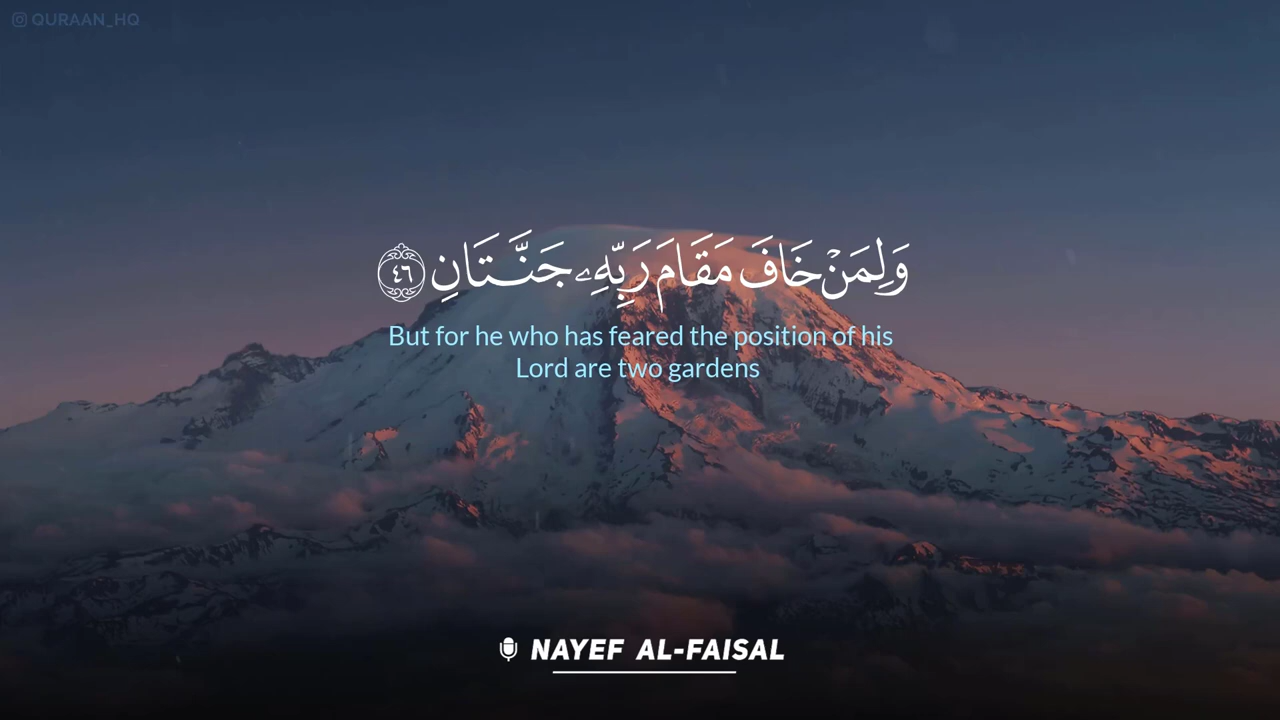 QURAAN_HQ
وَلِمَنْ خَافَ مَقَامَ رَبِّهِۦ جَنَّتَانِ ٤٦
But for he who has feared the position of his
Lord are two gardens
NAYEF AL-FAISAL